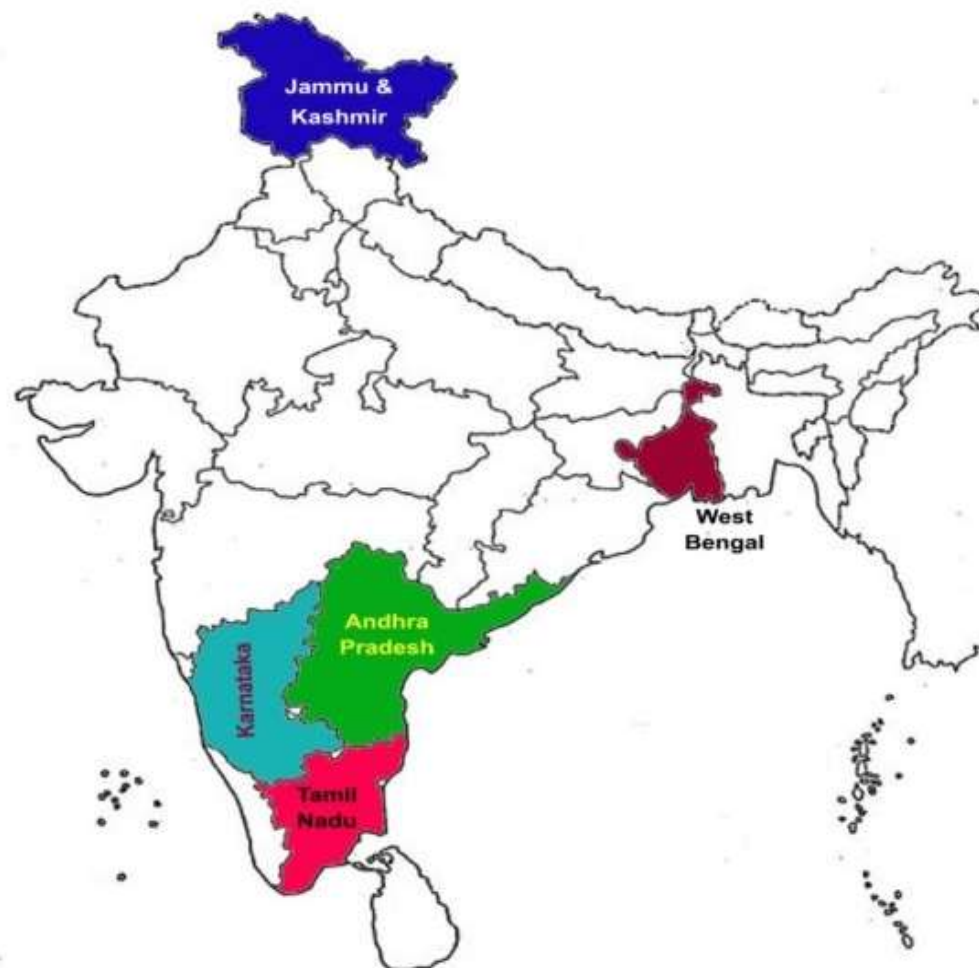 Jammu &
Kashmir
West
Bengal
Andhra
Pradesh
Karnataka
Tamil
Nadu